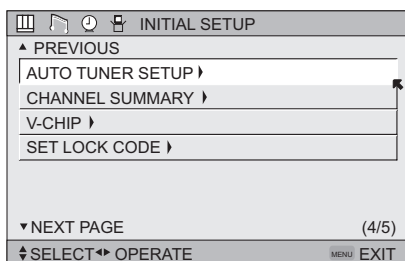 INITIAL SETUP
PREVIOUS
AUTO TUNER SETUP
CHANNEL SUMMARY
V-CHIP
SET LOCK CODE
NEXT PAGE (4/5)
SELECT OPERATE MENU EXIT